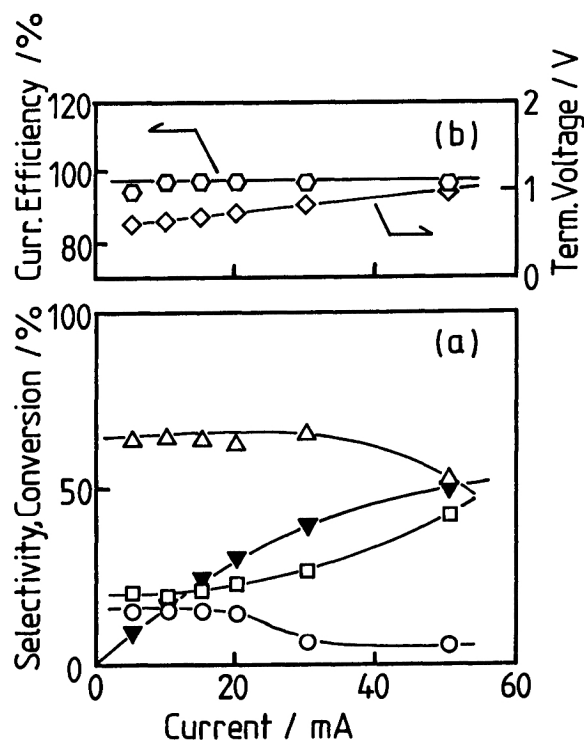 Curr. Efficiency / %
120
100
80
(b)
2
1
0
Term. Voltage / V
Selectivity, Conversion / %
100
50
0
(a)
0
20
40
60
Current / mA